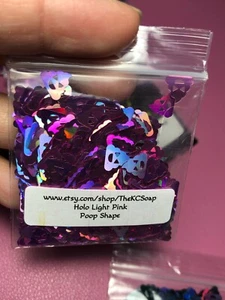 www.etsy.com/shop/TheKCSoap
Holo Light Pink
Poop Shape